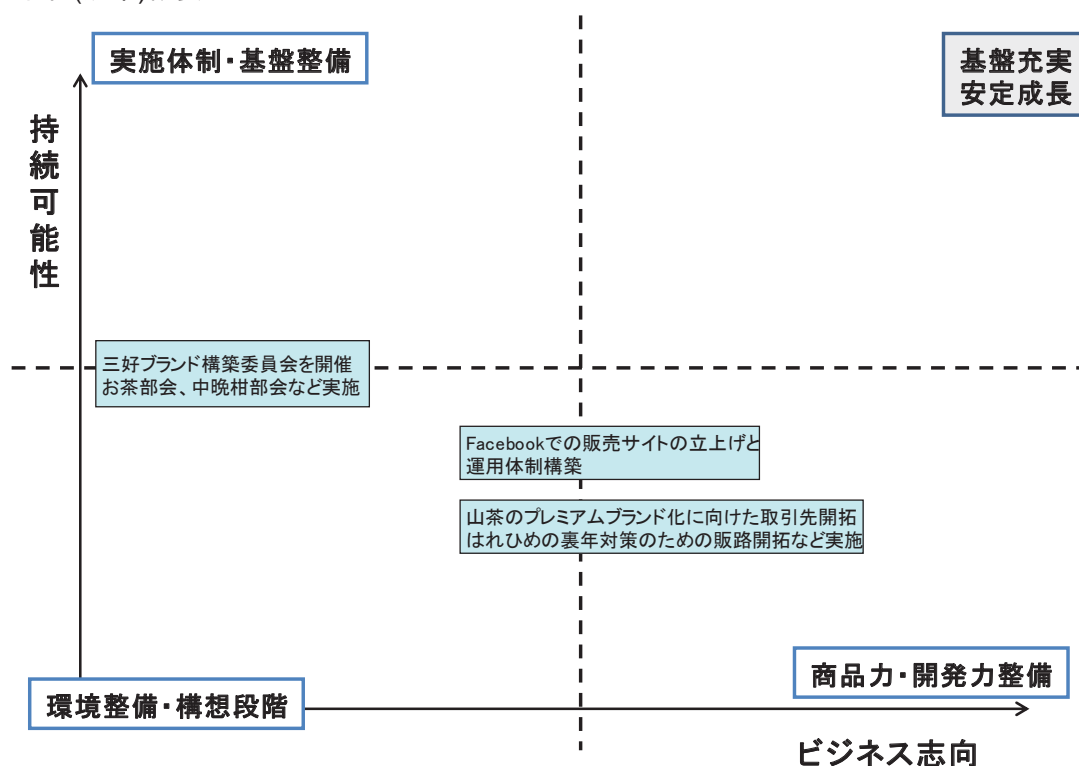 実施体制・基盤整備
基盤充実
安定成長
持続可能性
三好ブランド構築委員会を開催
お茶部会、中晩柑部会など実施
Facebookでの販売サイトの立上げと
運用体制構築
山茶のプレミアムブランド化に向けた取引先開拓
はれひめの裏年対策のための販路開拓など実施
商品力・開発力整備
環境整備・構想段階
ビジネス志向